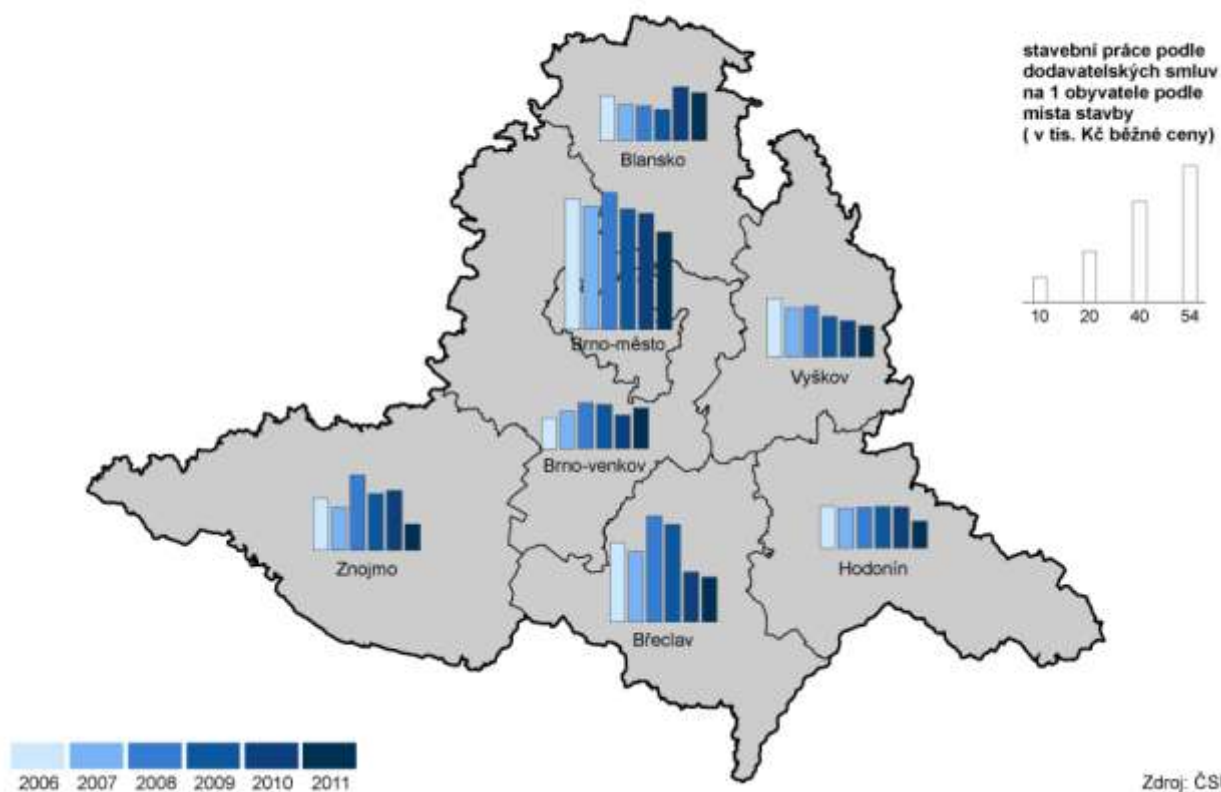 stavební práce podle
dodavatelských smluv
na 1 obyvatele podle
místa stavby
( v tis. Kč běžné ceny)
10 20 40 54
Blansko
Brno-město
Vyškov
Brno-venkov
Znojmo
Hodonín
Břeclav
2006 2007 2008 2009 2010 2011
Zdroj: